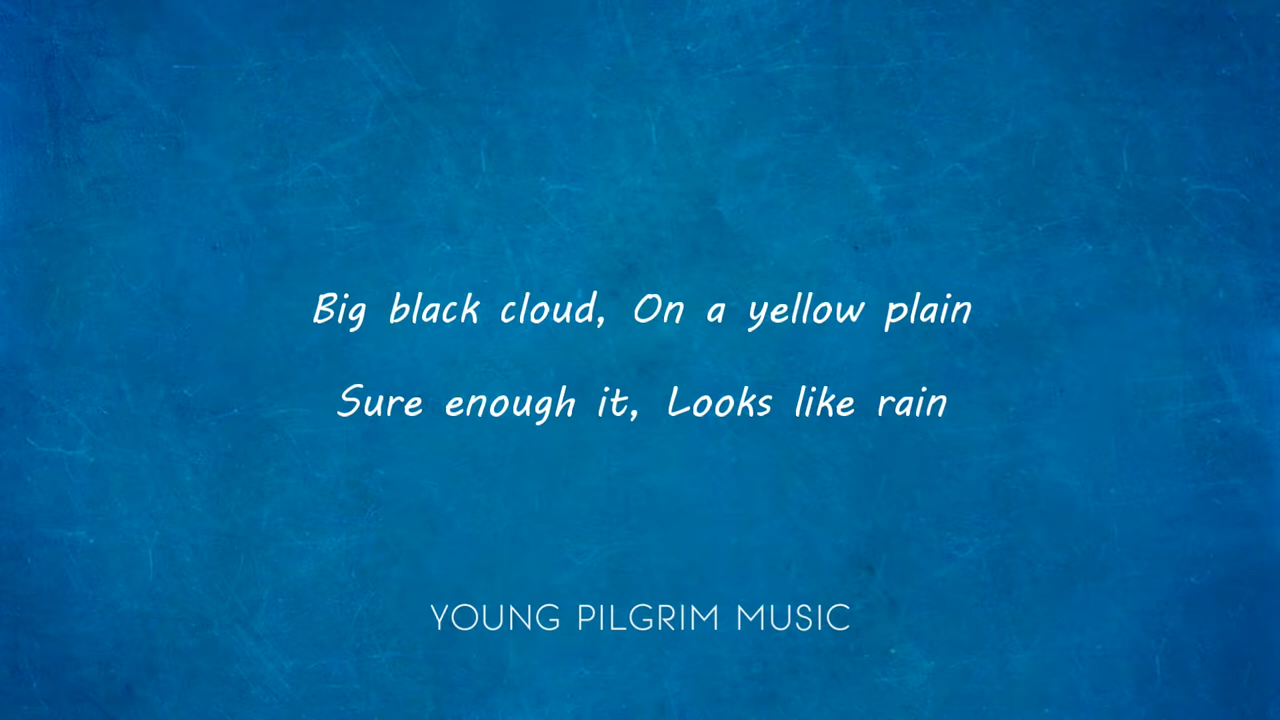 Big black cloud, On a yellow plain
Sure enough it, Looks like rain
YOUNG PILGRIM MUSIC